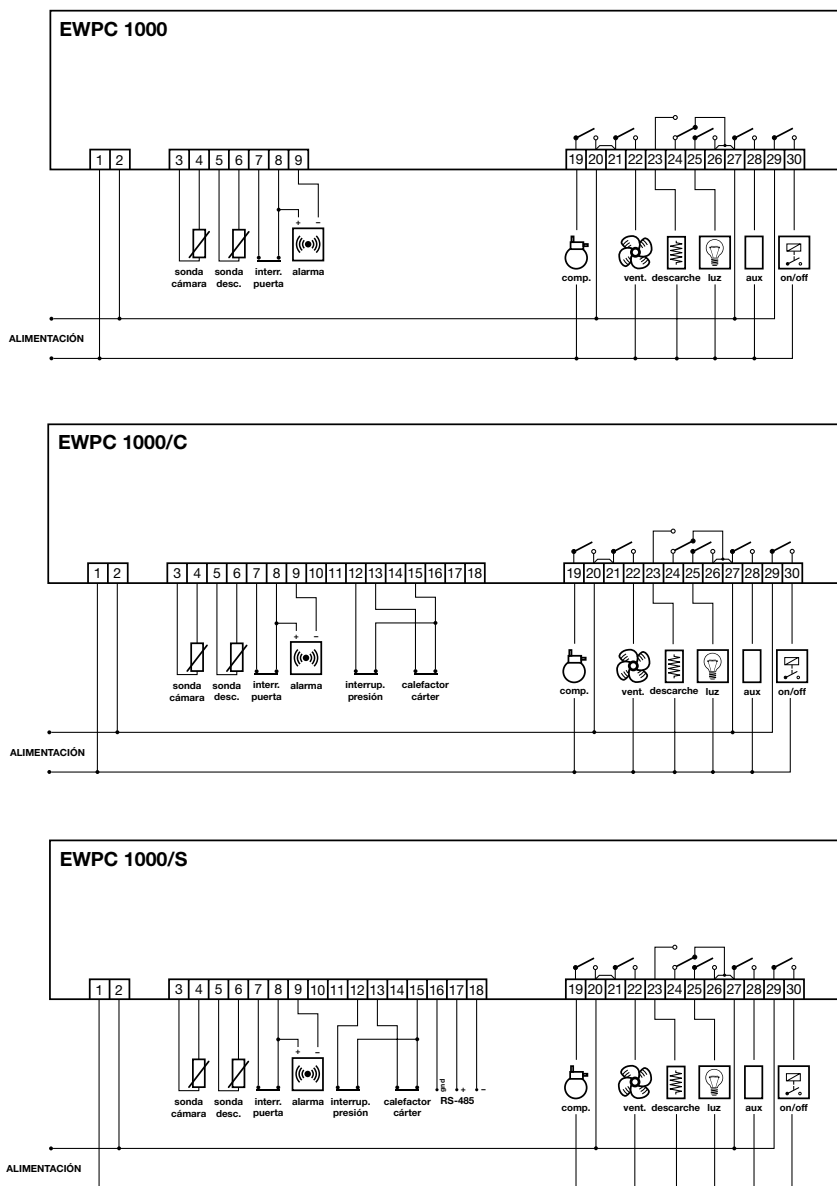 EWPC 1000
1 2 3 4 5 6 7 8 9 19 20 21 22 23 24 25 26 27 28 29 30
+ −
sonda cámara
sonda desc.
interr. puerta
alarma
comp.
vent.
descarche
luz
aux
on/off
ALIMENTACIÓN
EWPC 1000/C
1 2 3 4 5 6 7 8 9 10 11 12 13 14 15 16 17 18 19 20 21 22 23 24 25 26 27 28 29 30
+ −
sonda cámara
sonda desc.
interr. puerta
alarma
interrup. presión
calefactor cárter
comp.
vent.
descarche
luz
aux
on/off
ALIMENTACIÓN
EWPC 1000/S
1 2 3 4 5 6 7 8 9 10 11 12 13 14 15 16 17 18 19 20 21 22 23 24 25 26 27 28 29 30
+ −
gnd + −
sonda cámara
sonda desc.
interr. puerta
alarma
interrup. presión
calefactor cárter
RS-485
comp.
vent.
descarche
luz
aux
on/off
ALIMENTACIÓN